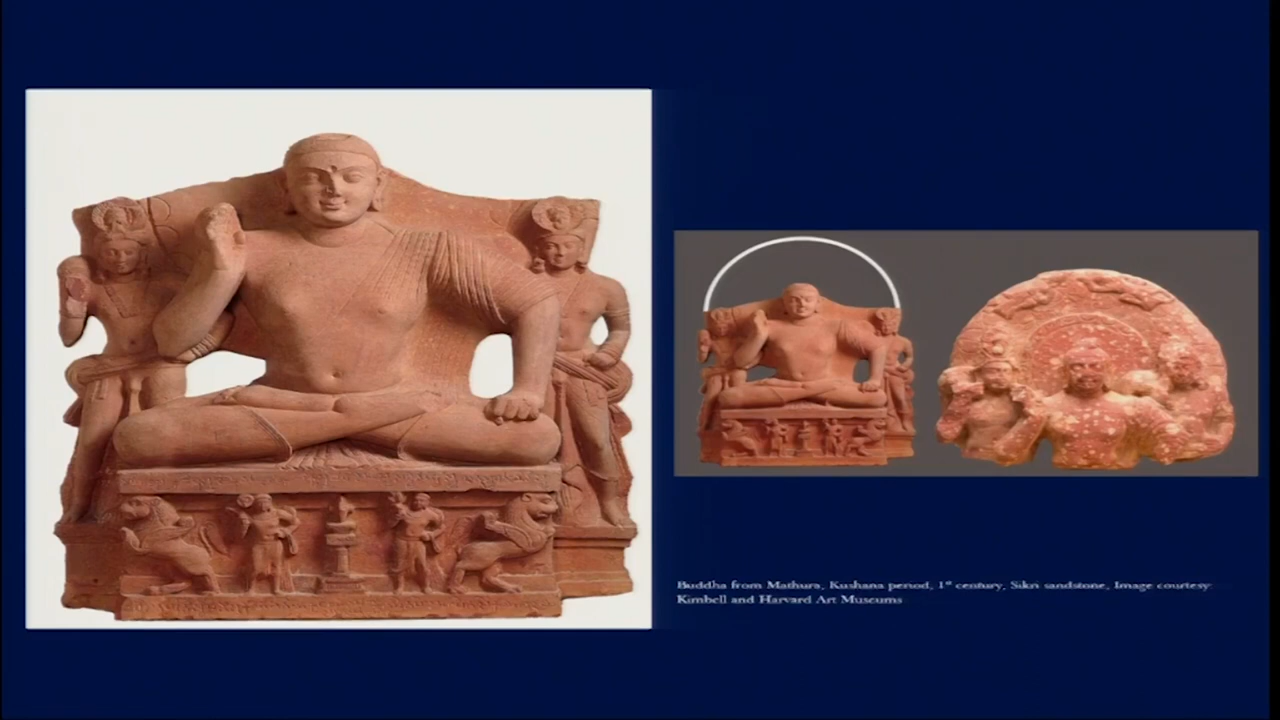 Buddha from Mathura, Kushana period, 1st century, Sikri sandstone, Image courtesy:
Kimbell and Harvard Art Museums